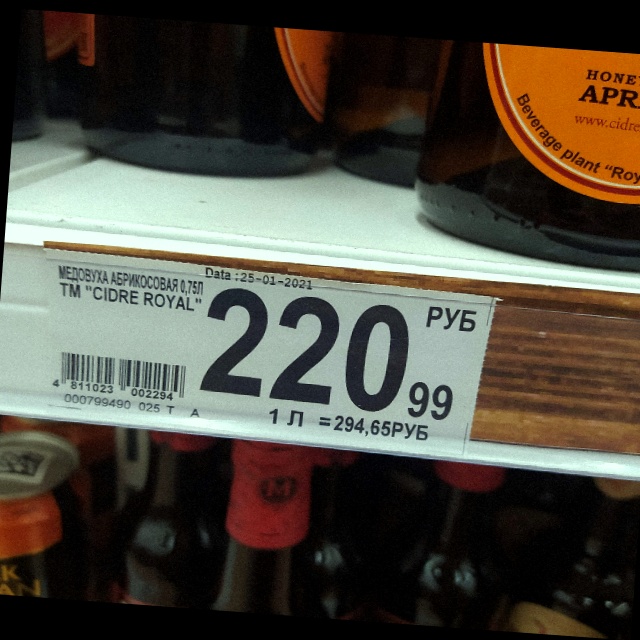 HONEY
APR
www.cidre
Beverage plant "Roy
МЕДОВУХА АБРИКОСОВАЯ 0,75Л
Data :25-01-2021
ТМ "CIDRE ROYAL"
220 99 РУБ
4 811023 002294
000799490 025 Т А
1 Л =294,65РУБ